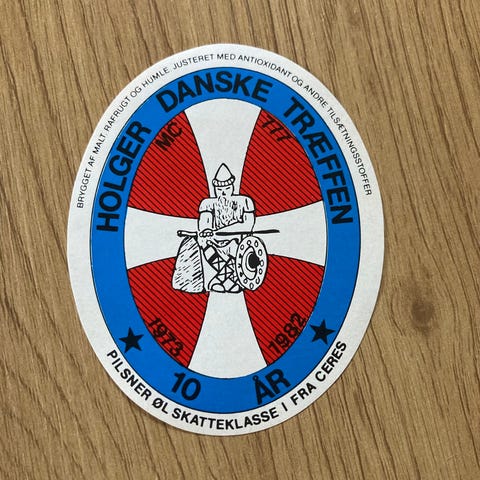 BRYGGET AF MALT, RAFRUGT OG HUMLE. JUSTERET MED ANTIOXIDANT OG ANDRE TILSÆTNINGSSTOFFER
HOLGER DANSKE TRÆFFEN
MC 777
1973 1982
★ 10 ÅR ★
PILSNER ØL SKATTEKLASSE I FRA CERES